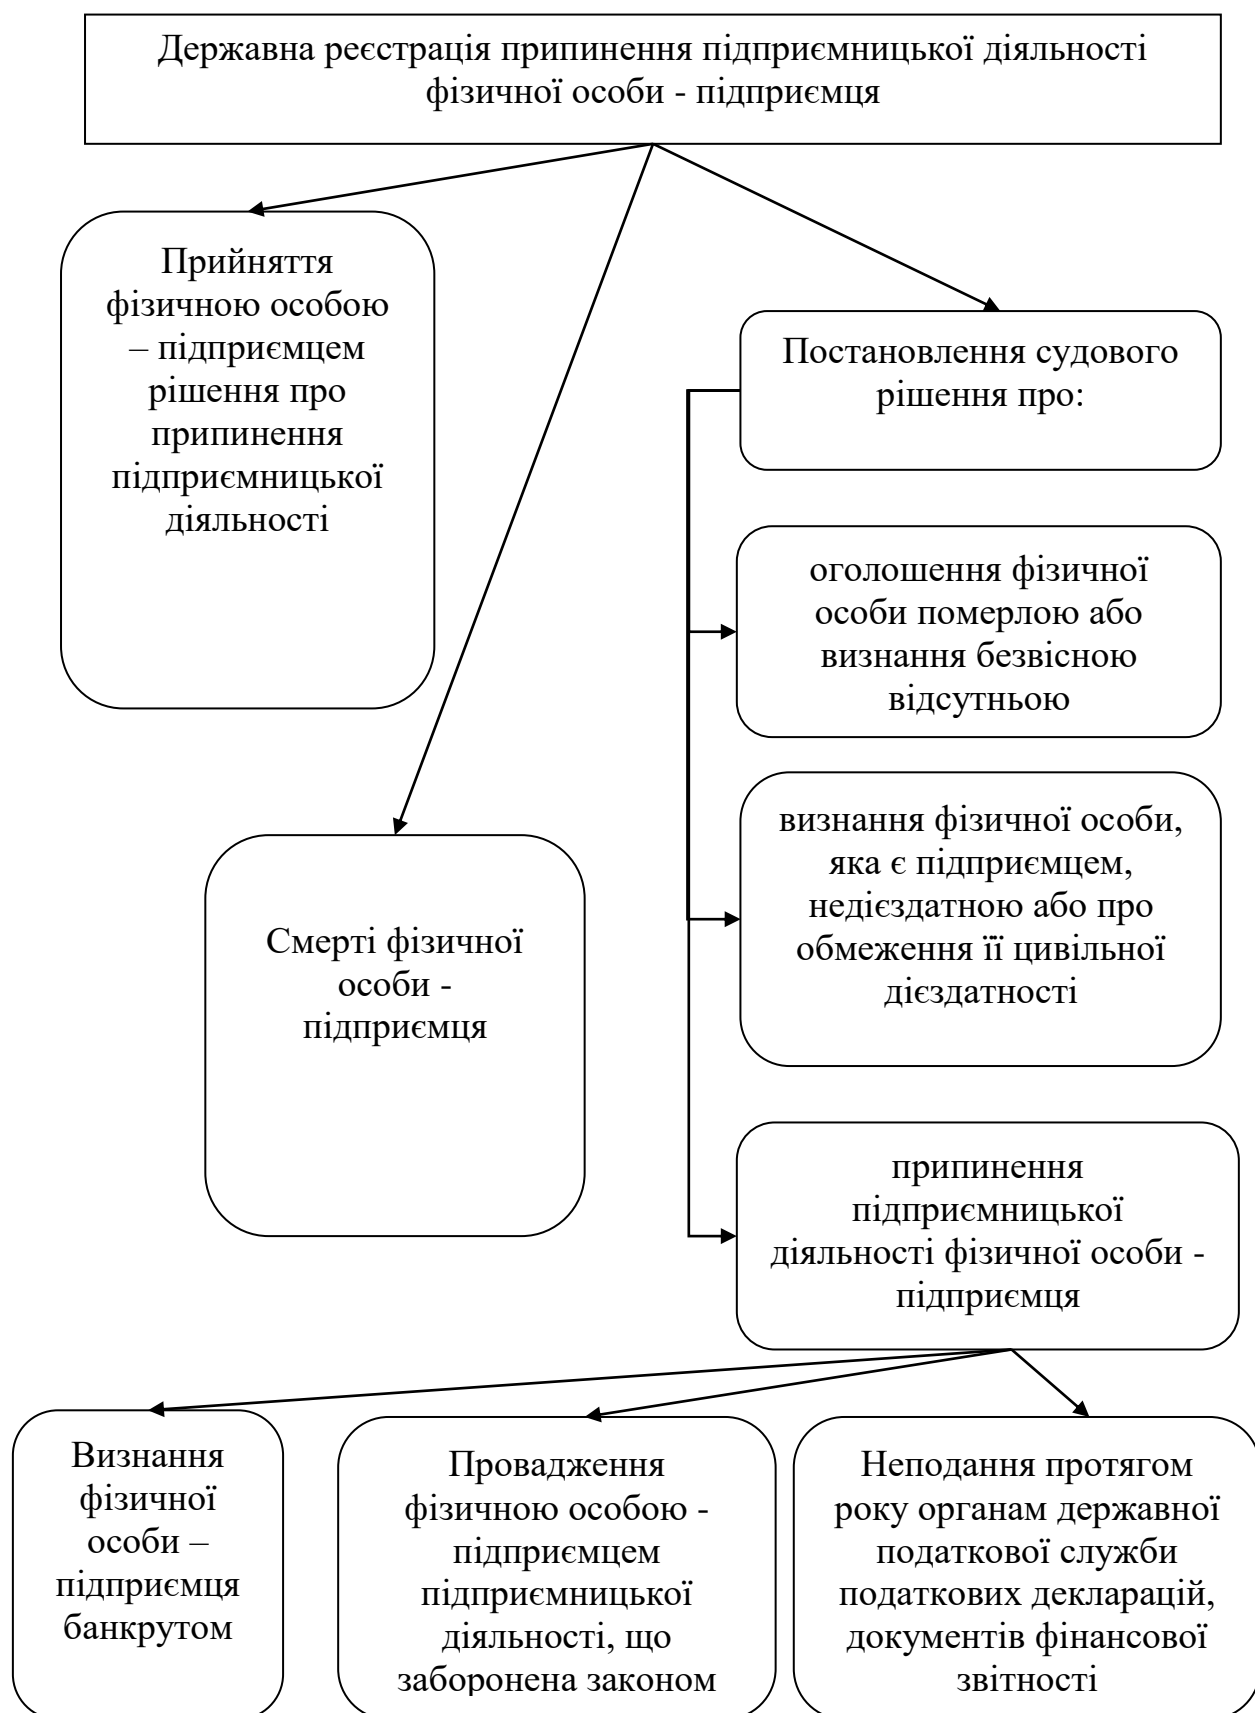 Державна реєстрація припинення підприємницької діяльності
фізичної особи - підприємця
Прийняття
фізичною особою
– підприємцем
рішення про
припинення
підприємницької
діяльності
Постановлення судового
рішення про:
оголошення фізичної
особи померлою або
визнання безвісною
відсутньою
визнання фізичної особи,
яка є підприємцем,
недієздатною або про
обмеження її цивільної
дієздатності
Смерті фізичної
особи -
підприємця
припинення
підприємницької
діяльності фізичної особи -
підприємця
Визнання
фізичної
особи –
підприємця
банкрутом
Провадження
фізичною особою -
підприємцем
підприємницької
діяльності, що
заборонена законом
Неподання протягом
року органам державної
податкової служби
податкових декларацій,
документів фінансової
звітності